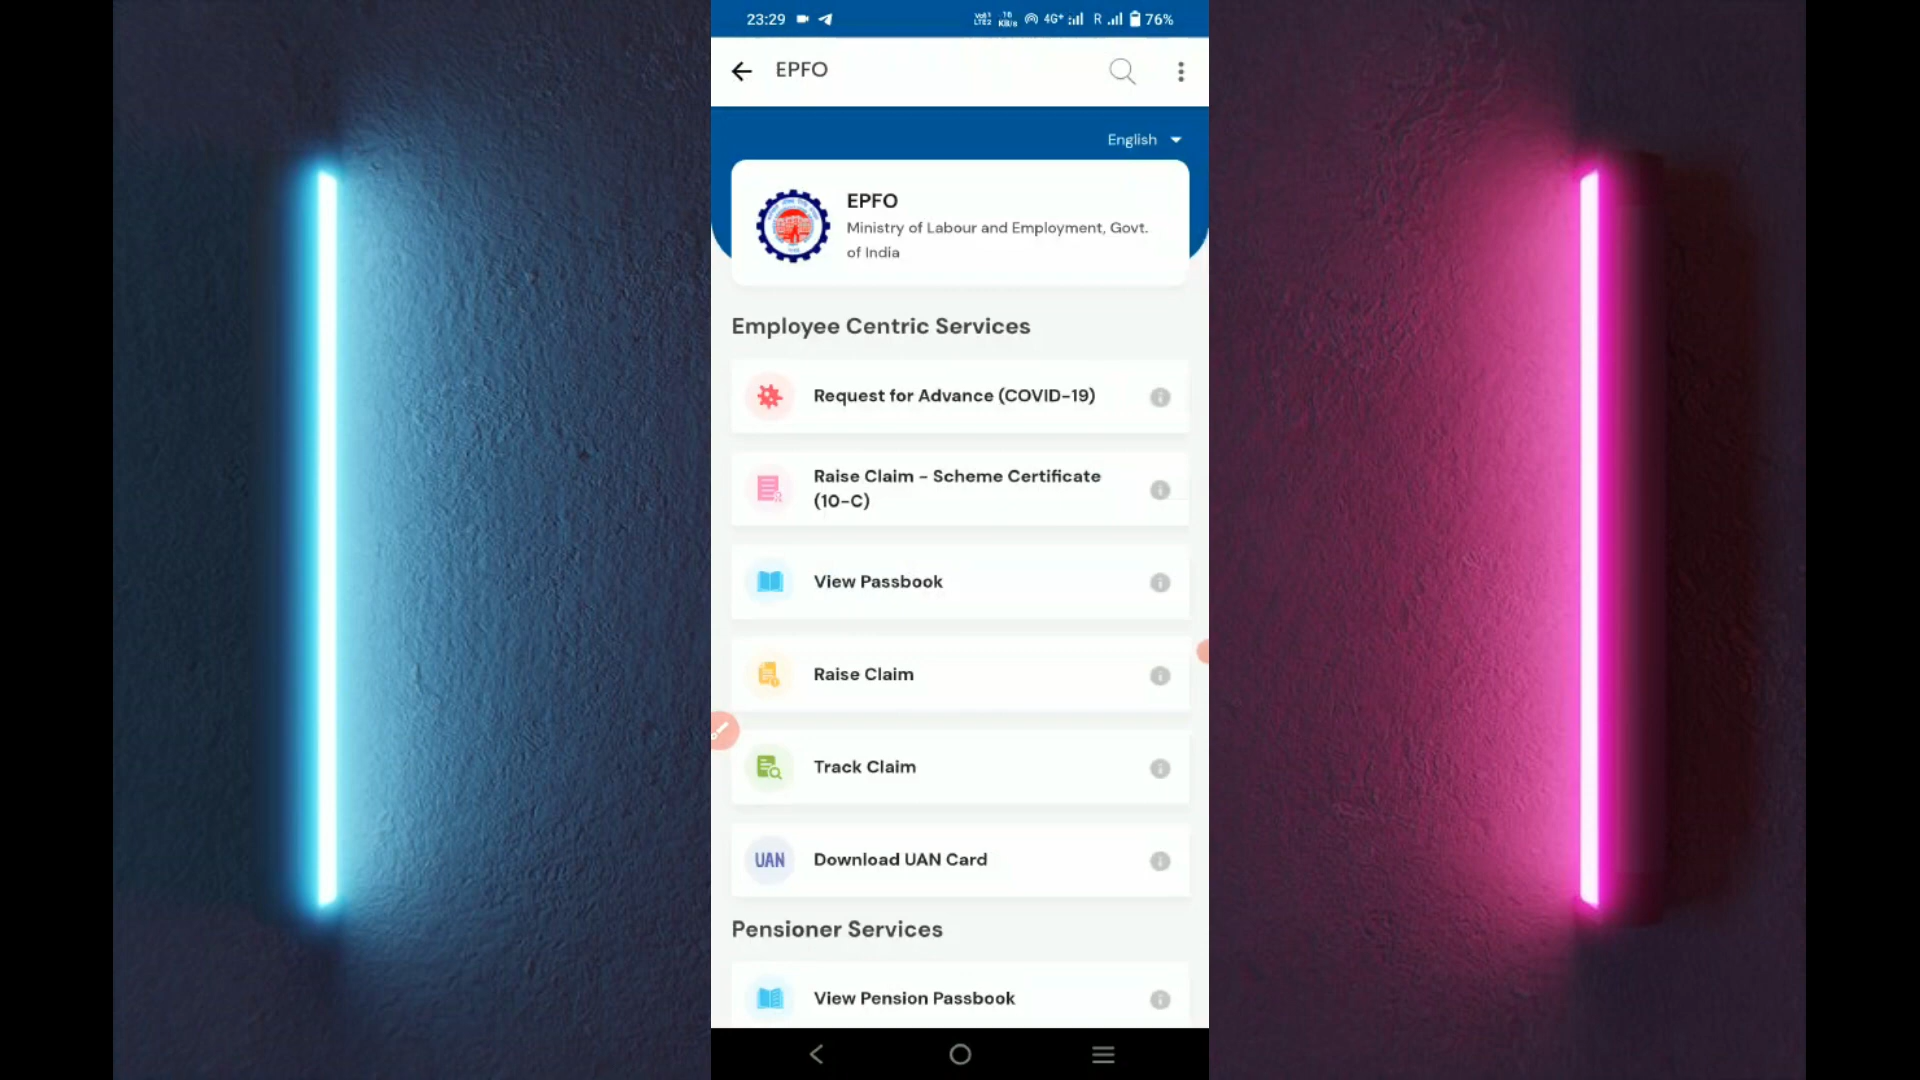 23:29
4G+ R 76%
EPFO
English
EPFO
Ministry of Labour and Employment, Govt.
of India
Employee Centric Services
Request for Advance (COVID-19)
Raise Claim - Scheme Certificate
(10-C)
View Passbook
Raise Claim
Track Claim
UAN Download UAN Card
Pensioner Services
View Pension Passbook